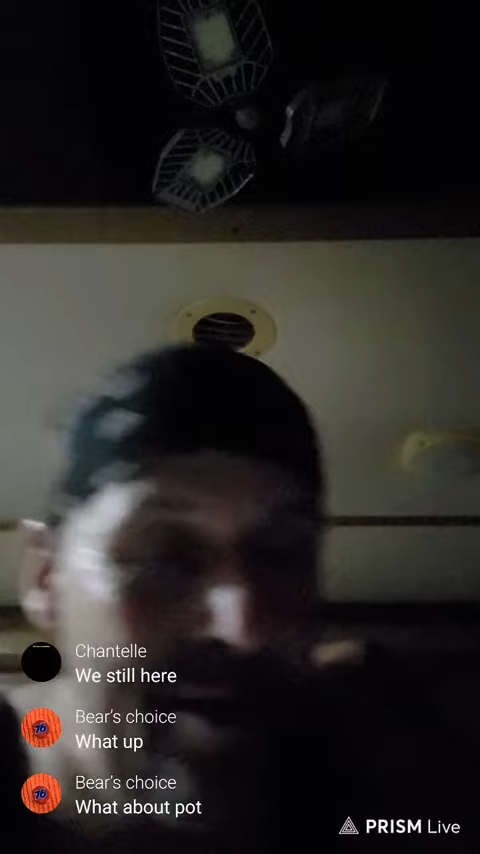 Chantelle
We still here
Bear's choice
What up
Bear's choice
What about pot
PRISM Live